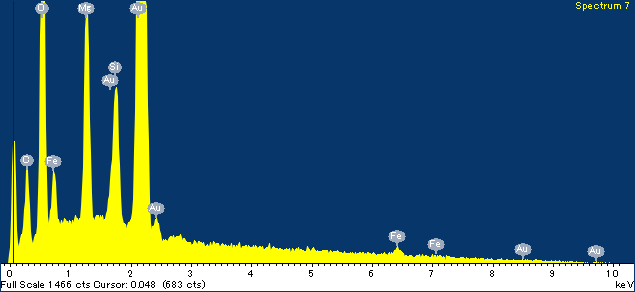 Spectrum 7
O Mg Au
Si
Au
C Fe
Au
Fe Fe Au Au
0 1 2 3 4 5 6 7 8 9 10
Full Scale 1466 cts Cursor: 0.048 (683 cts) keV